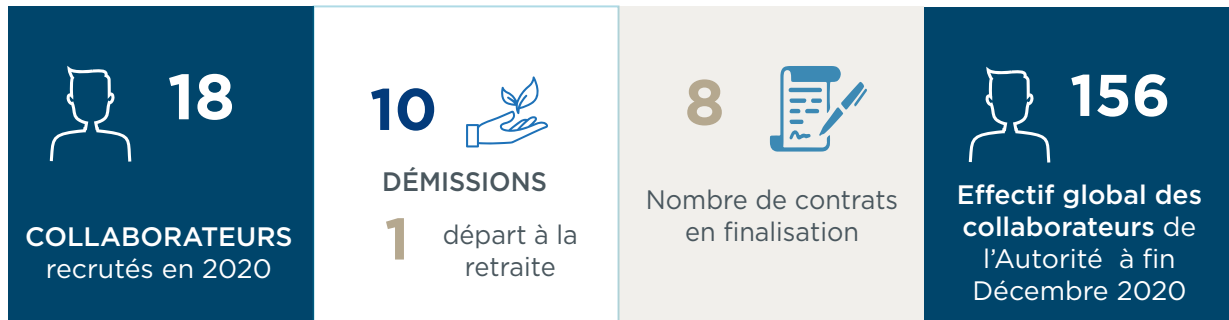 18
COLLABORATEURS
recrutés en 2020
10
DÉMISSIONS
1 départ à la
retraite
8
Nombre de contrats
en finalisation
156
Effectif global des
collaborateurs de
l'Autorité à fin
Décembre 2020